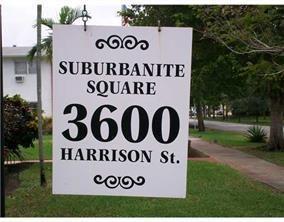 SUBURBANITE
SQUARE
3600
HARRISON St.